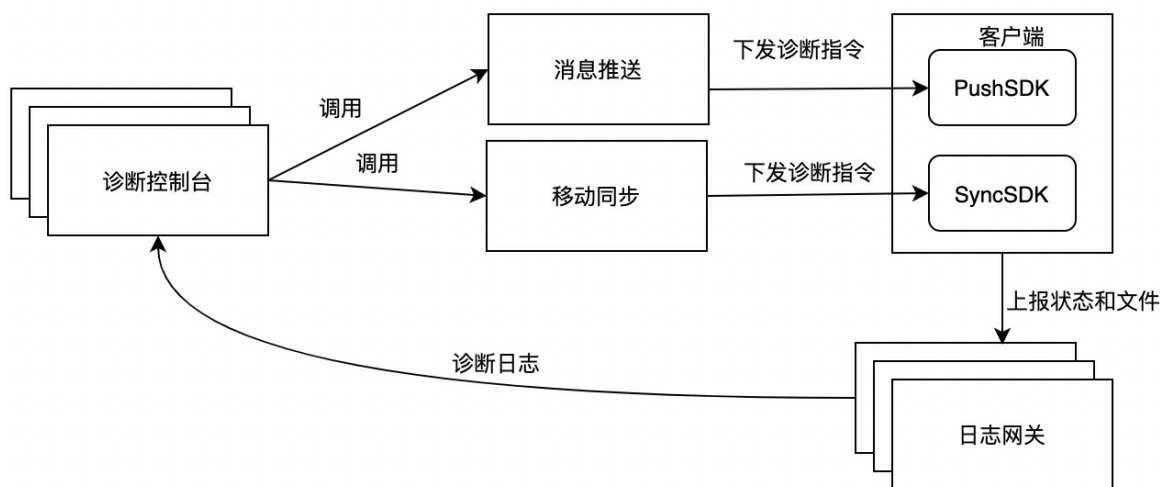 客户端
消息推送
下发诊断指令
PushSDK
调用
诊断控制台
调用
移动同步
下发诊断指令
SyncSDK
上报状态和文件
诊断日志
日志网关